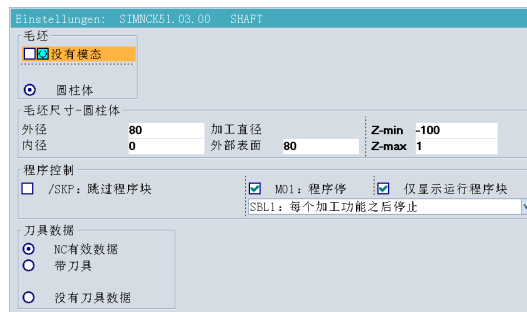 Einstellungen: SIMNCK51.03.00 SHAFT
毛坯
没有模态
圆柱体
毛坯尺寸-圆柱体
外径 80 加工直径 Z-min -100
内径 0 外部表面 80 Z-max 1
程序控制
/SKP: 跳过程序块 M01: 程序停 仅显示运行程序块
SBL1: 每个加工功能之后停止
刀具数据
NC有效数据
带刀具
没有刀具数据